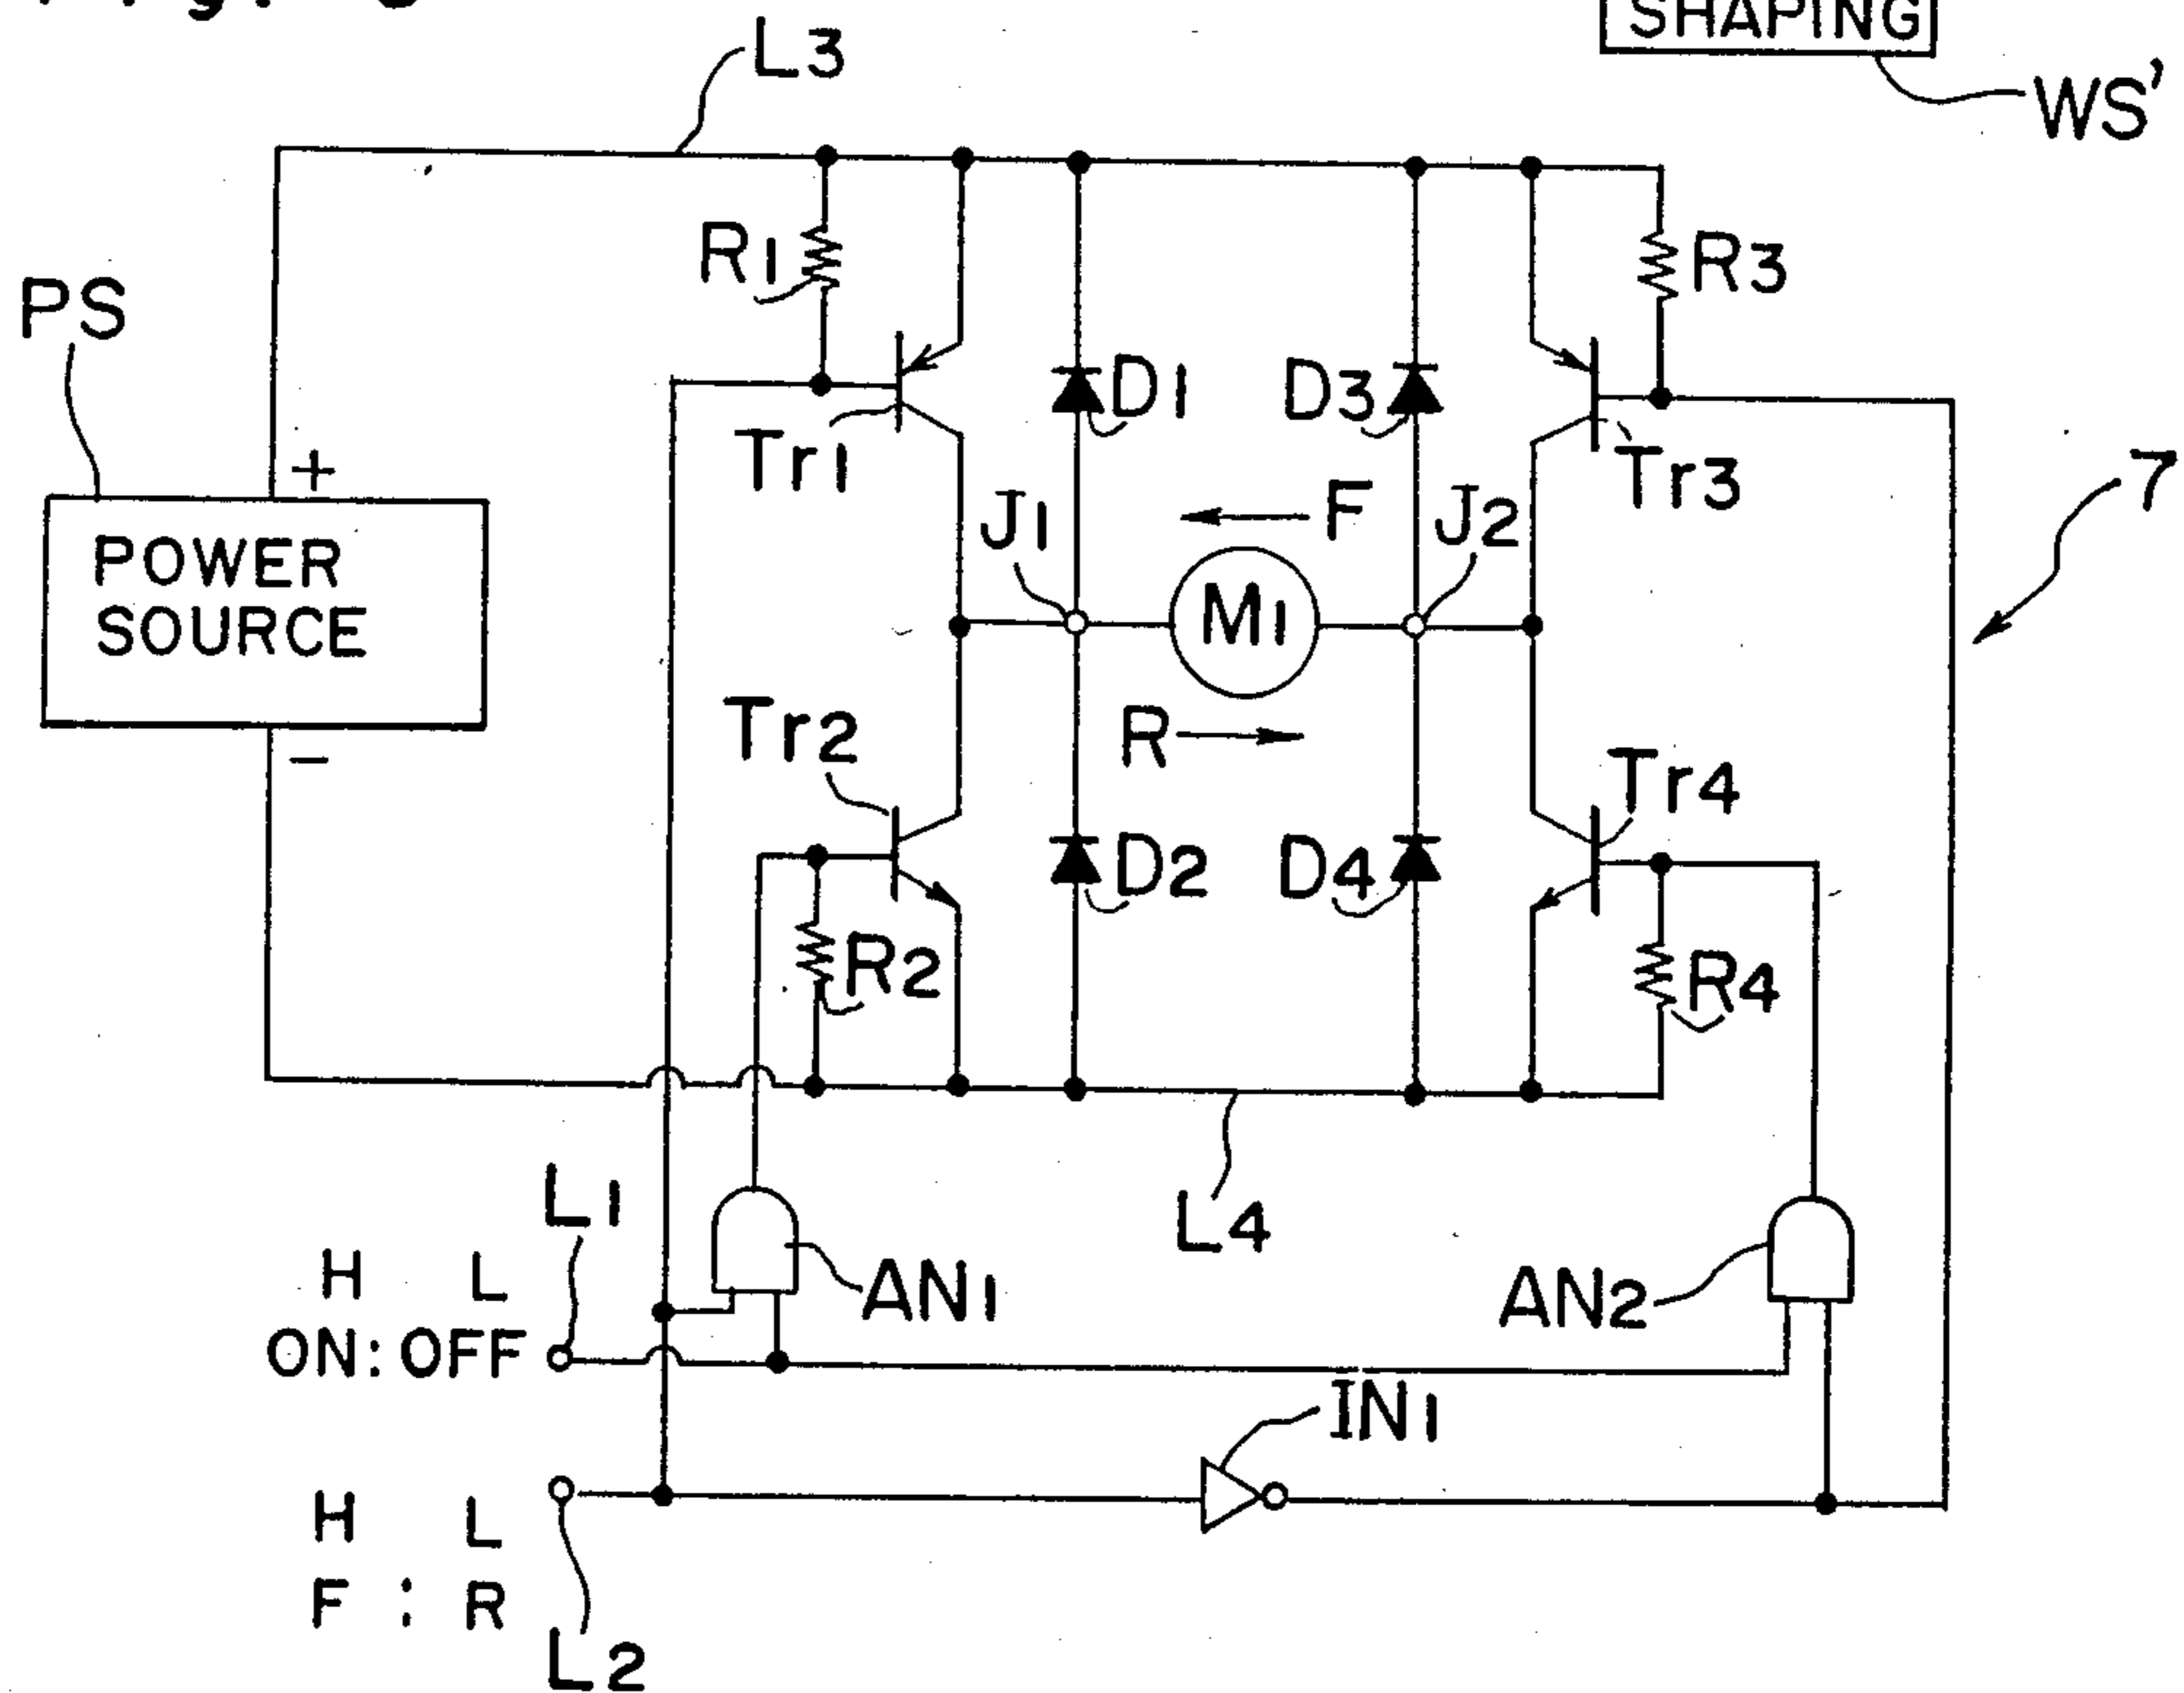 SHAPING
L3
WS'
R1
R3
PS
D1
D3
Tr1
Tr3
+
7
J1
F
J2
POWER
SOURCE
M1
Tr2
R
Tr4
−
D2
D4
R2
R4
L1
L4
H L
AN1
AN2
ON:OFF
IN1
H L
F : R
L2